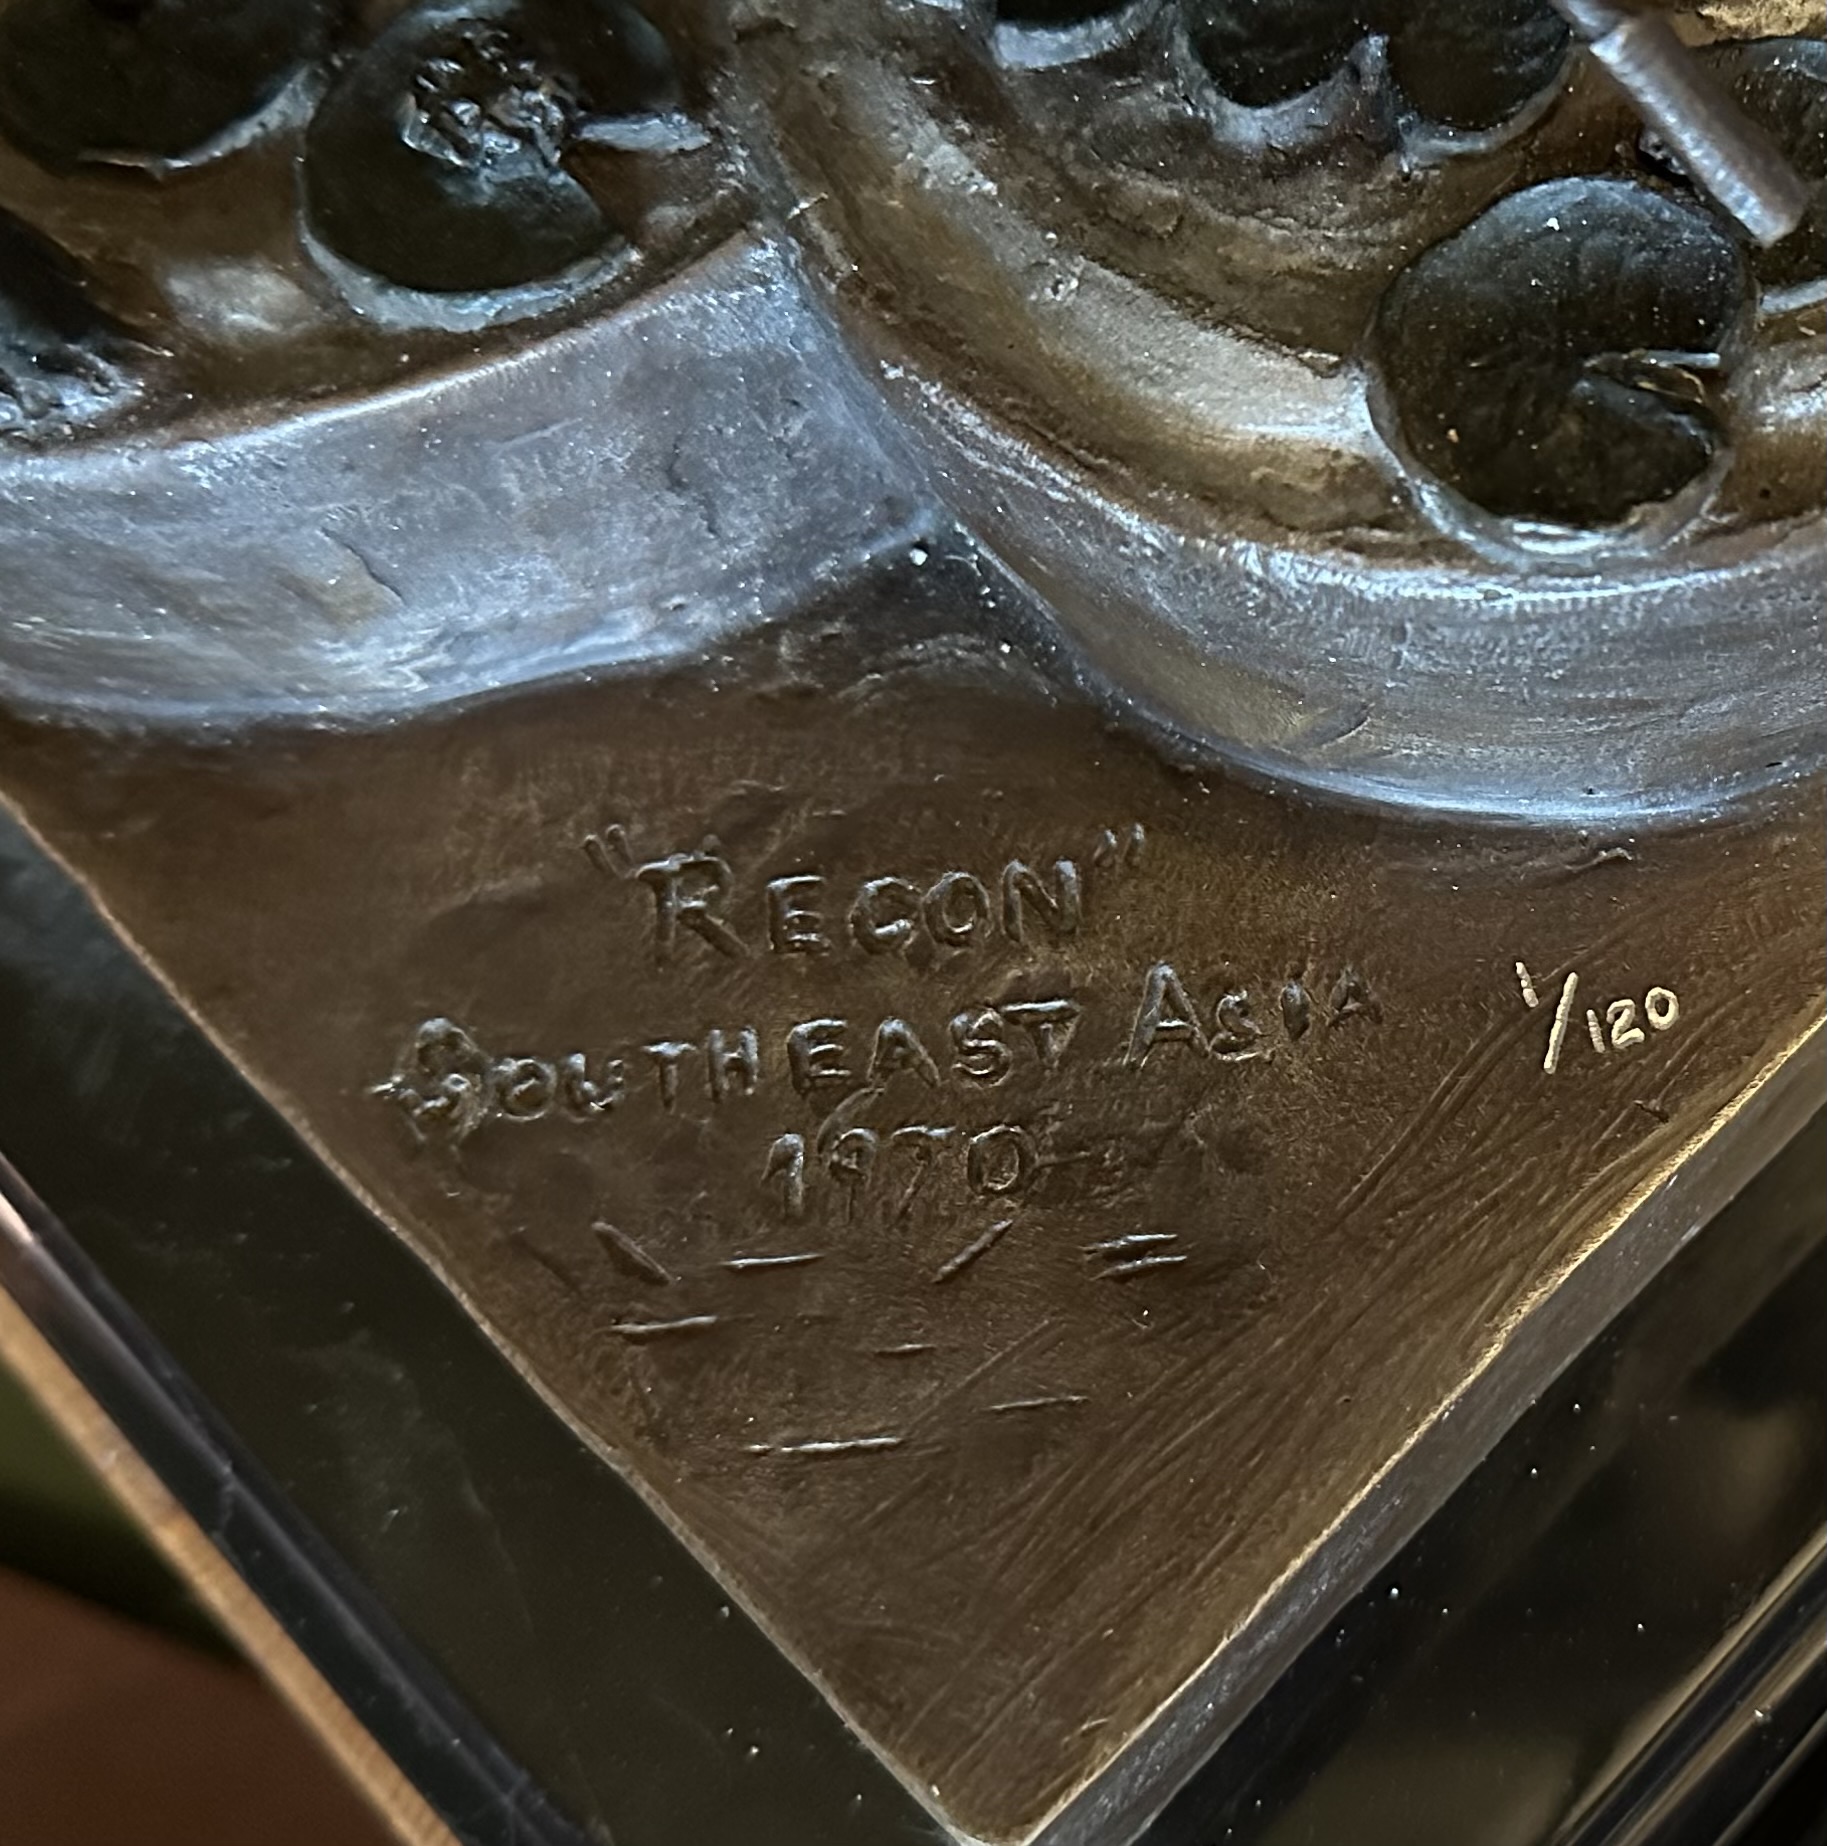 "RECON"
SOUTHEAST ASIA
1970
1/120